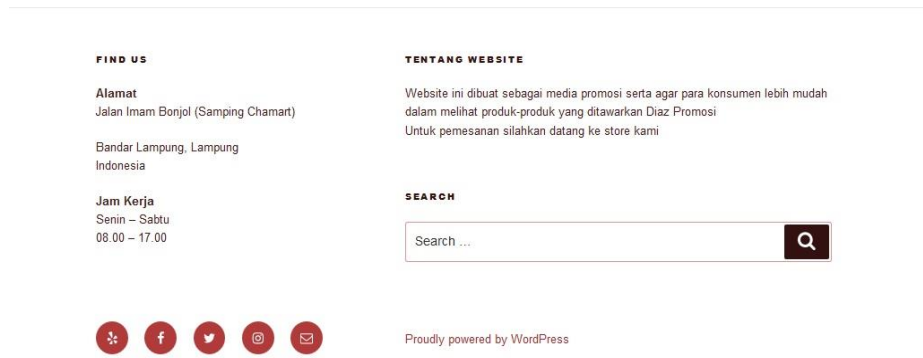 FIND US
Alamat
Jalan Imam Bonjol (Samping Chamart)
Bandar Lampung, Lampung
Indonesia
Jam Kerja
Senin – Sabtu
08.00 – 17.00
TENTANG WEBSITE
Website ini dibuat sebagai media promosi serta agar para konsumen lebih mudah
dalam melihat produk-produk yang ditawarkan Diaz Promosi
Untuk pemesanan silahkan datang ke store kami
SEARCH
Search ...
Proudly powered by WordPress